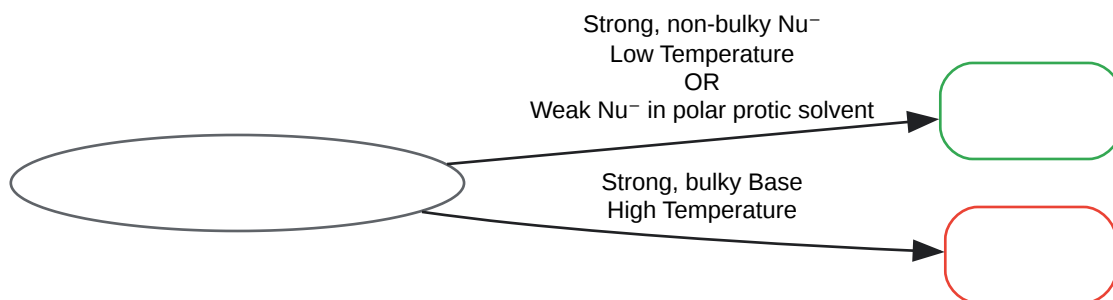 Strong, non-bulky Nu⁻
Low Temperature
OR
Weak Nu⁻ in polar protic solvent
Strong, bulky Base
High Temperature